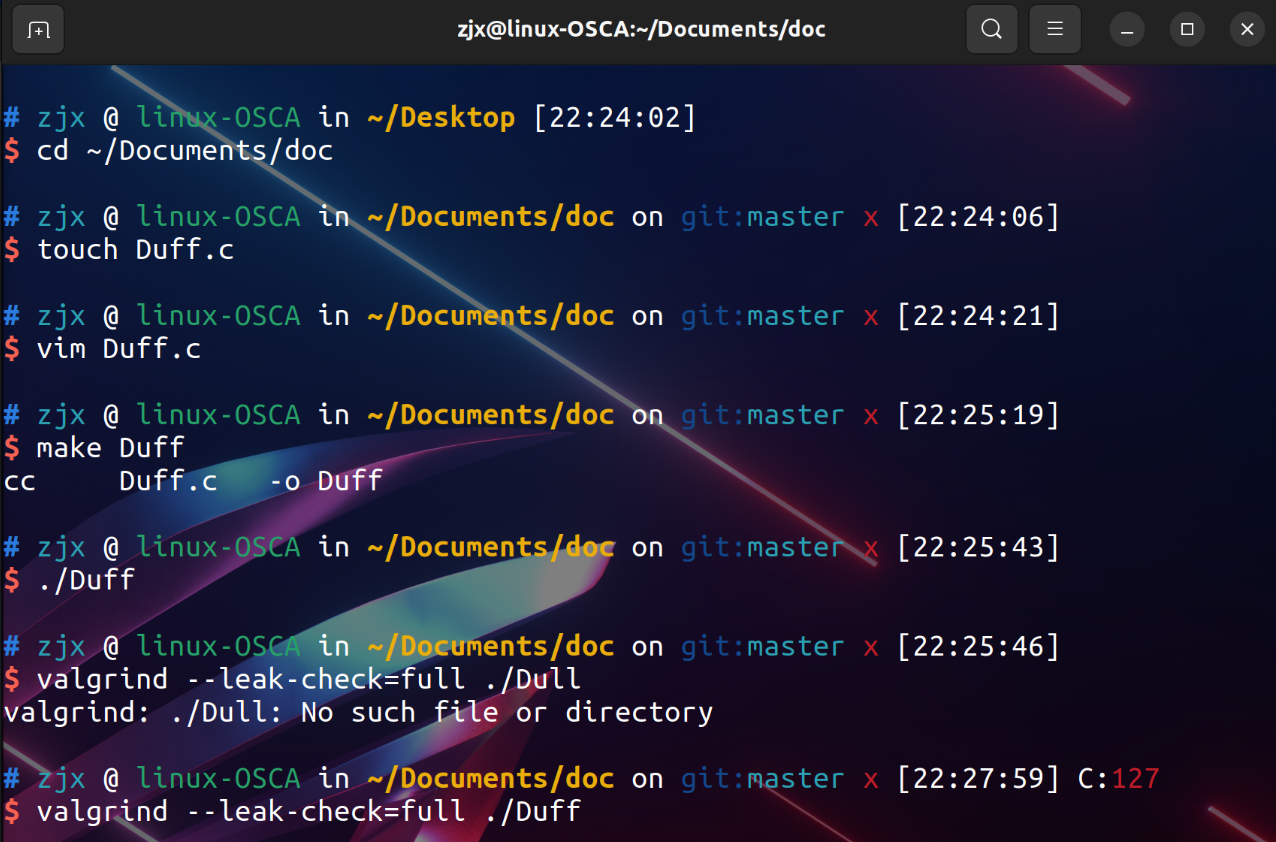 zjx@linux-OSCA:~/Documents/doc
# zjx @ linux-OSCA in ~/Desktop [22:24:02]
$ cd ~/Documents/doc
# zjx @ linux-OSCA in ~/Documents/doc on git:master x [22:24:06]
$ touch Duff.c
# zjx @ linux-OSCA in ~/Documents/doc on git:master x [22:24:21]
$ vim Duff.c
# zjx @ linux-OSCA in ~/Documents/doc on git:master x [22:25:19]
$ make Duff
cc     Duff.c   -o Duff
# zjx @ linux-OSCA in ~/Documents/doc on git:master x [22:25:43]
$ ./Duff
# zjx @ linux-OSCA in ~/Documents/doc on git:master x [22:25:46]
$ valgrind --leak-check=full ./Dull
valgrind: ./Dull: No such file or directory
# zjx @ linux-OSCA in ~/Documents/doc on git:master x [22:27:59] C:127
$ valgrind --leak-check=full ./Duff